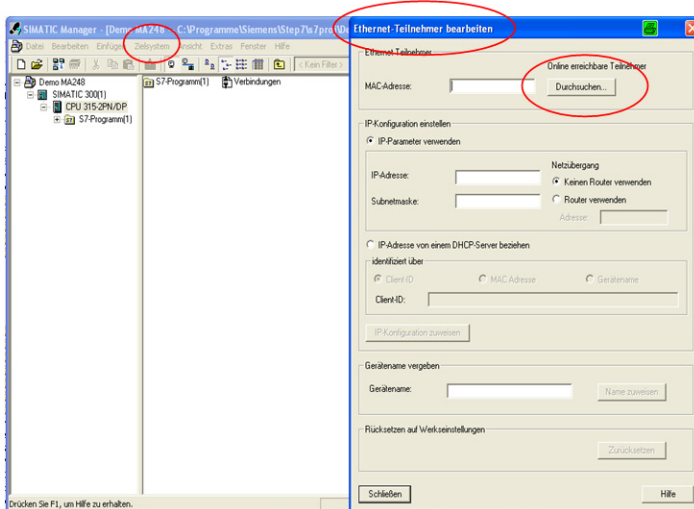 SIMATIC Manager - [Demo MA248 - C:\Programme\Siemens\Step7\s7proj\De
Datei Bearbeiten Einfügen Zielsystem Ansicht Extras Fenster Hilfe
< Kein Filter >
Demo MA248
SIMATIC 300(1)
CPU 315-2PN/DP
S7-Programm(1)
S7-Programm(1) Verbindungen
Drücken Sie F1, um Hilfe zu erhalten.
Ethernet-Teilnehmer bearbeiten
Ethernet Teilnehmer
Online erreichbare Teilnehmer
MAC-Adresse:
Durchsuchen...
IP-Konfiguration einstellen
IP-Parameter verwenden
Netzübergang
IP-Adresse:
Keinen Router verwenden
Subnetmaske:
Router verwenden
Adresse:
IP-Adresse von einem DHCP-Server beziehen
identifiziert über
Client-ID
MAC Adresse
Gerätename
Client-ID:
IP-Konfiguration zuweisen
Gerätename vergeben
Gerätename:
Name zuweisen
Rücksetzen auf Werkseinstellungen
Zurücksetzen
Schließen
Hilfe